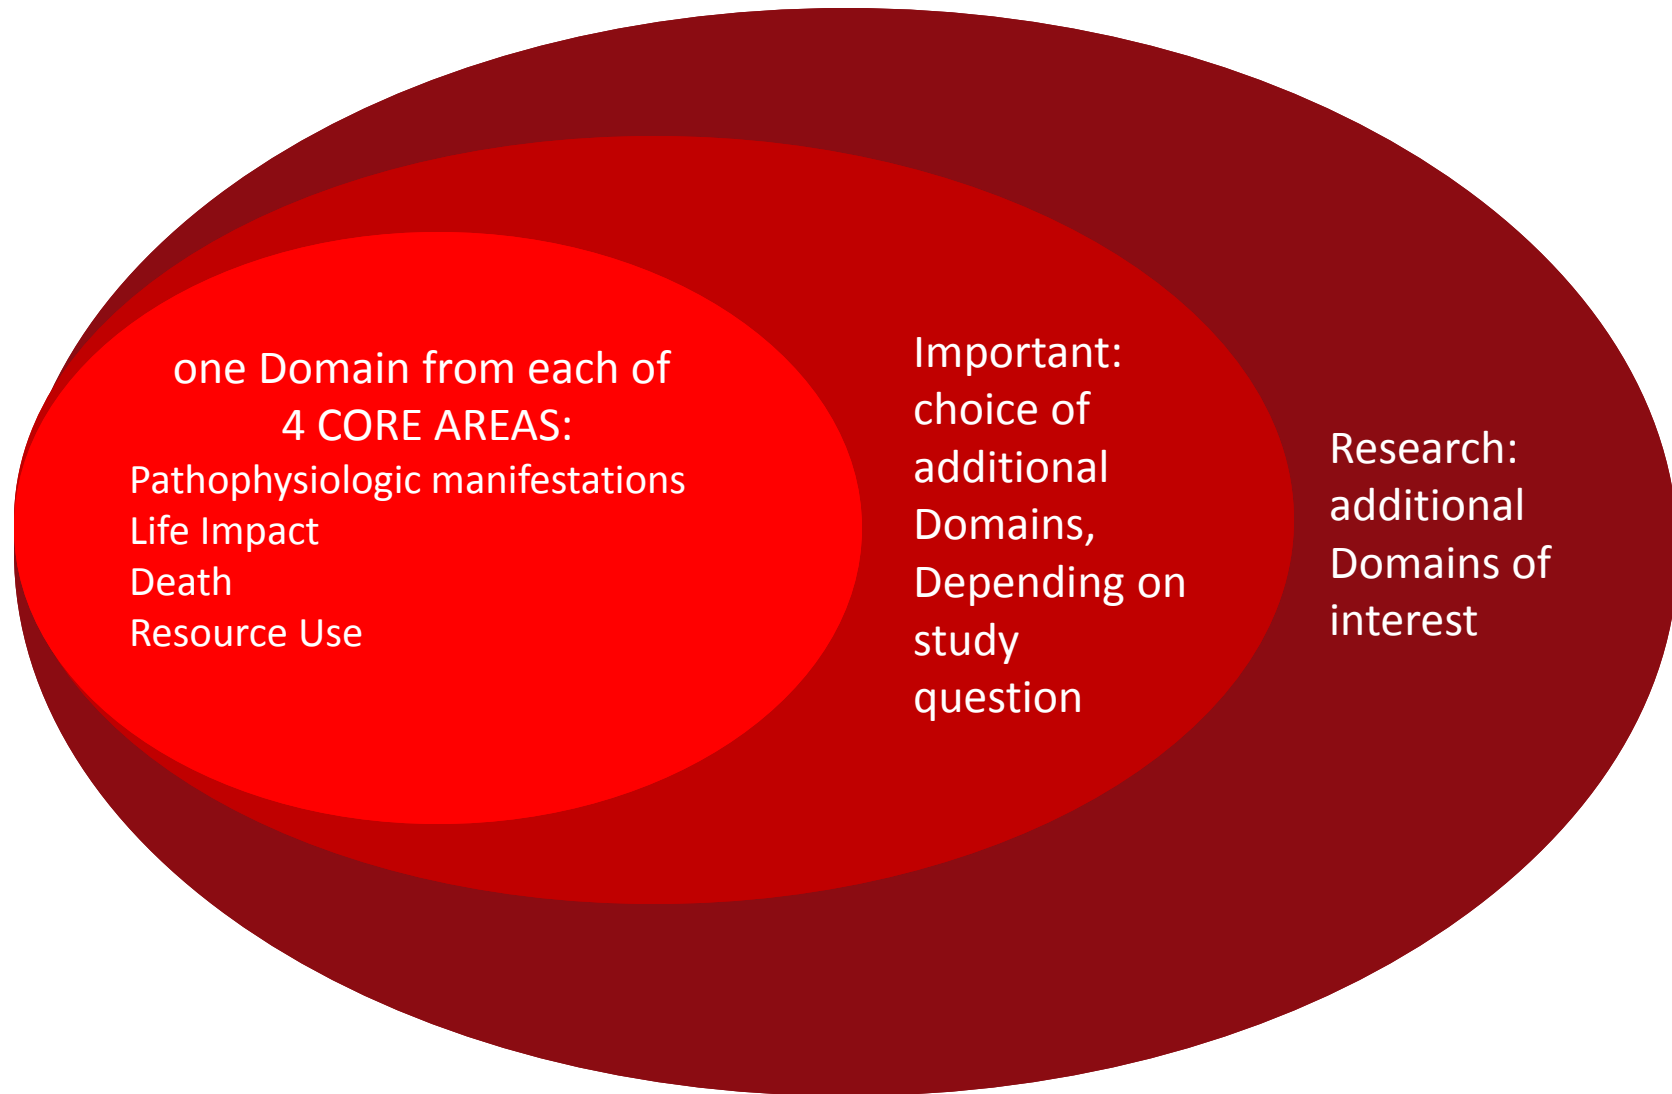 one Domain from each of
4 CORE AREAS:
Pathophysiologic manifestations
Life Impact
Death
Resource Use
Important:
choice of
additional
Domains,
Depending on
study
question
Research:
additional
Domains of
interest